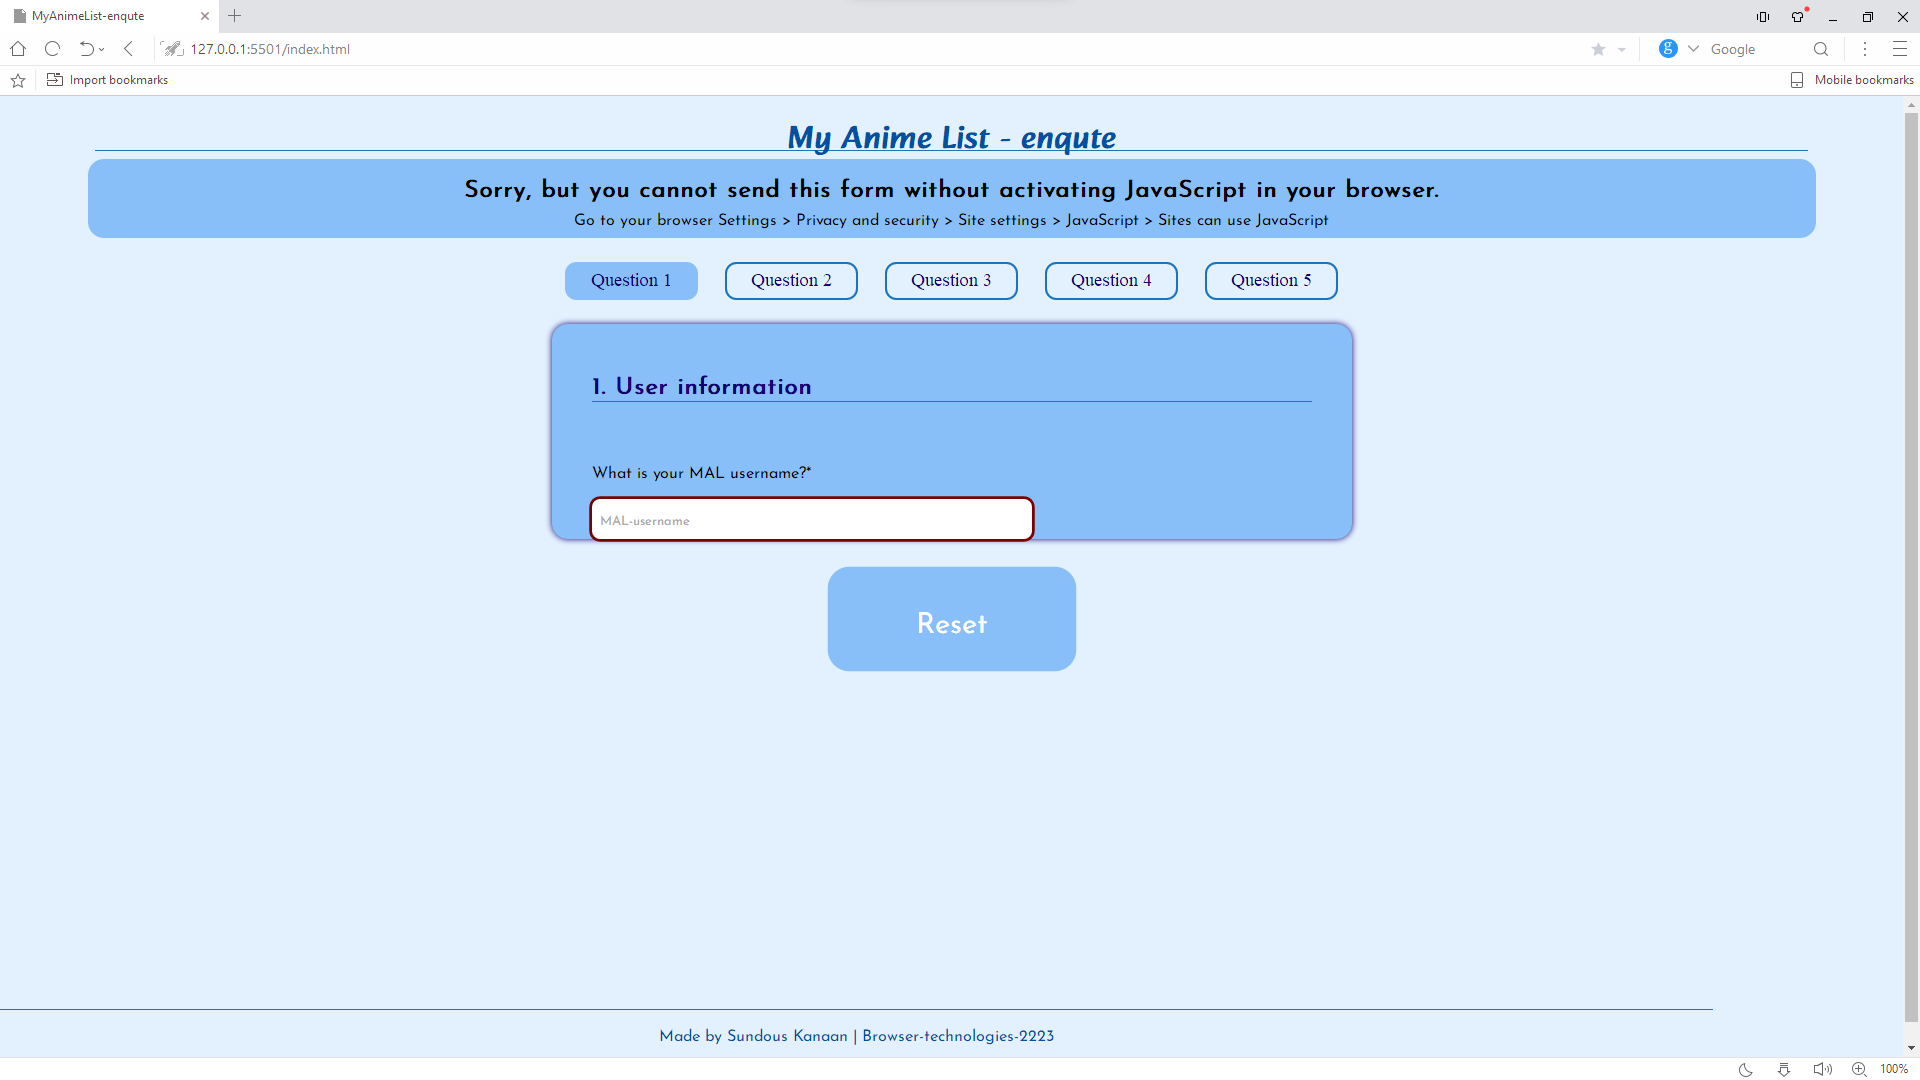 MyAnimeList-enqute
127.0.0.1:5501/index.html
Google
Import bookmarks
Mobile bookmarks
My Anime List - enqute
Sorry, but you cannot send this form without activating JavaScript in your browser.
Go to your browser Settings > Privacy and security > Site settings > JavaScript > Sites can use JavaScript
Question 1
Question 2
Question 3
Question 4
Question 5
1. User information
What is your MAL username?*
MAL-username
Reset
Made by Sundous Kanaan | Browser-technologies-2223
100%